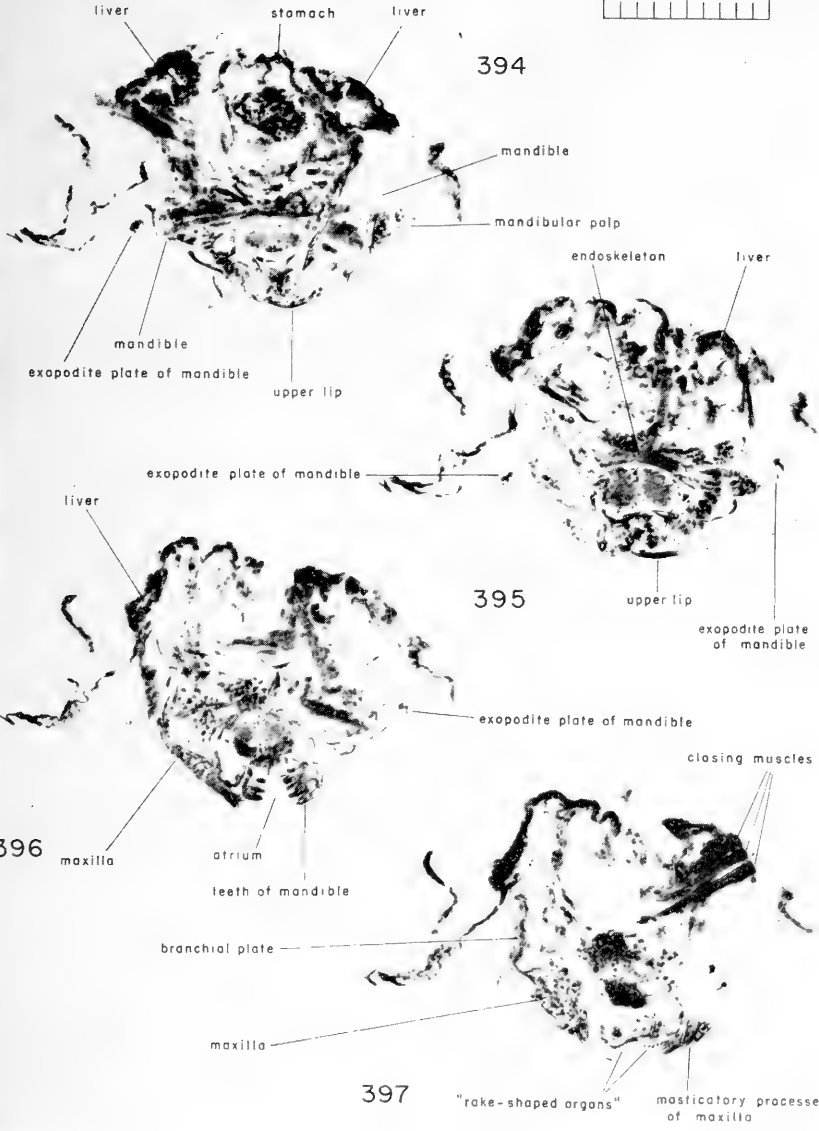 liver
stomach
liver
394
mandible
mandibular palp
mandible
exopodite plate of mandible
upper lip
endoskeleton
liver
exopodite plate of mandible
395
upper lip
exopodite plate
of mandible
liver
exopodite plate of mandible
396
maxilla
atrium
teeth of mandible
closing muscles
branchial plate
maxilla
397
"rake-shaped organs"
masticatory processe
of maxilla